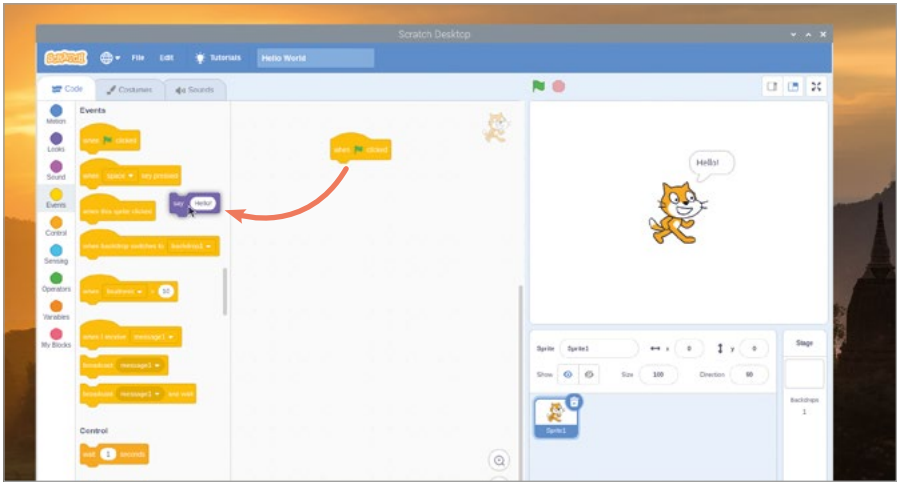 Scratch Desktop
SCRATCH File Edit Tutorials Hello World
Code Costumes Sounds
Motion
Looks
Sound
Events
Control
Sensing
Operators
Variables
My Blocks
Events
when clicked
when space key pressed
when this sprite clicked
when backdrop switches to backdrop1
when loudness > 10
when I receive message1
broadcast message1
broadcast message1 and wait
Control
wait 1 seconds
say Hello!
when clicked
Hello!
Sprite Sprite1 x 0 y 0
Show Size 100 Direction 90
Sprite1
Stage
Backdrops
1